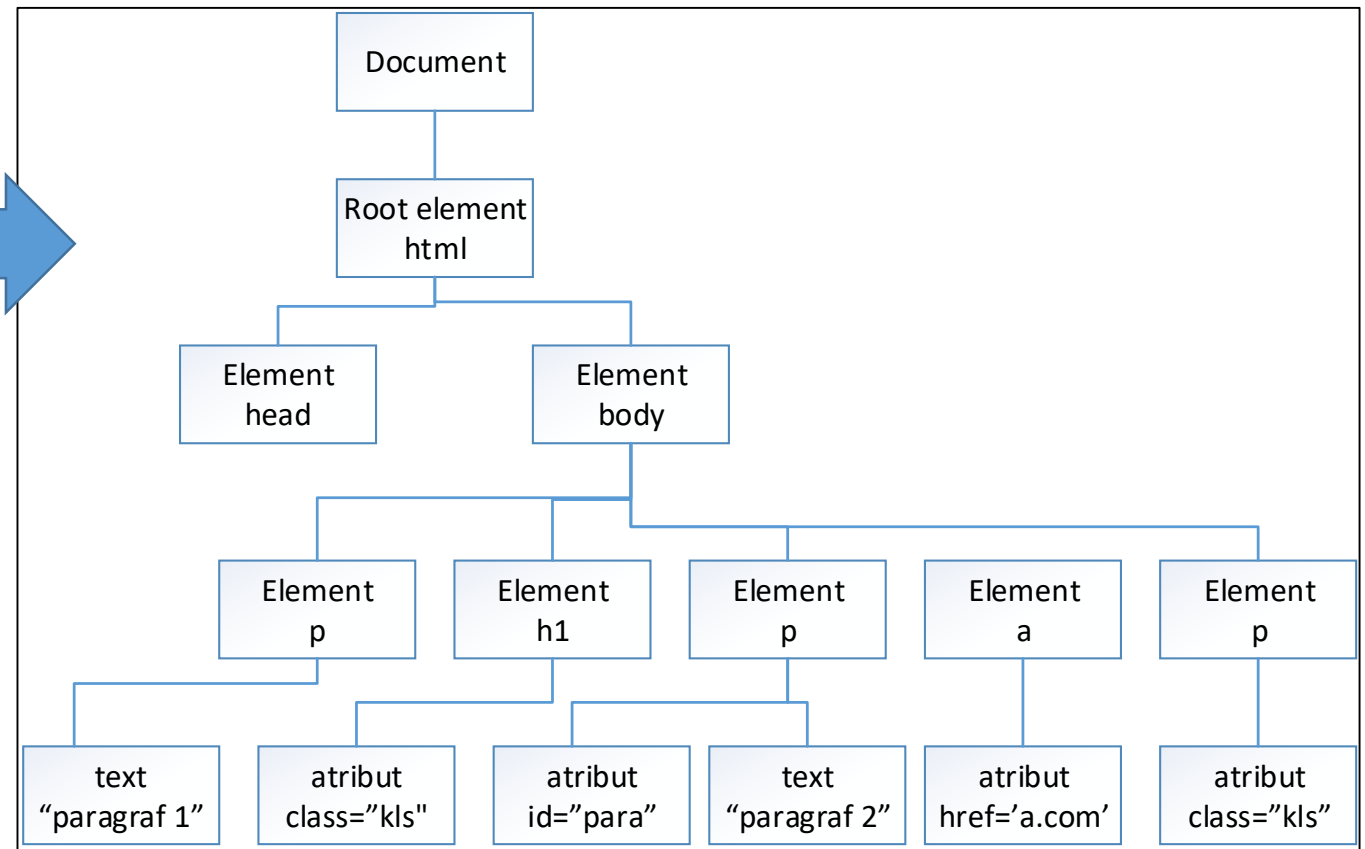 Document
Root element
html
Element
head
Element
body
Element
p
Element
h1
Element
p
Element
a
Element
p
text
“paragraf 1”
atribut
class=”kls"
atribut
id=”para”
text
“paragraf 2”
atribut
href=’a.com’
atribut
class=”kls”